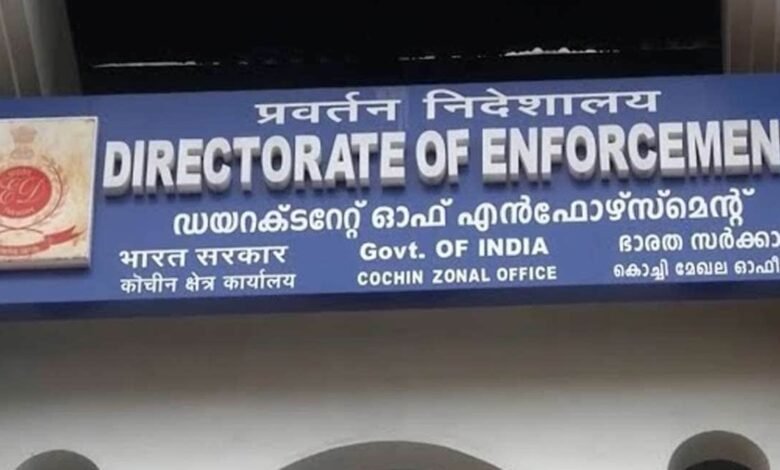 प्रवर्तन निदेशालय
DIRECTORATE OF ENFORCEMEN
ഡയറക്ടറേറ്റ് ഓഫ് എൻഫോഴ്സ്മെന്റ്
भारत सरकार Govt. OF INDIA ഭാരത സർക്കാ
कोचीन क्षेत्र कार्यालय COCHIN ZONAL OFFICE കൊച്ചി മേഖല ഓഫീ
ED